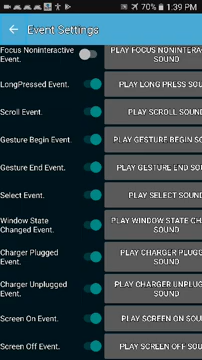 70% 1:39 PM
Event Settings
Focus Noninteractive
Event.
PLAY FOCUS NONINTERA
SOUND
LongPressed Event.
PLAY LONG PRESS SOU
Scroll Event.
PLAY SCROLL SOUND
Gesture Begin Event.
PLAY GESTURE BEGIN SO
Gesture End Event.
PLAY GESTURE END SO
Select Event.
PLAY SELECT SOUND
Window State
Changed Event.
PLAY WINDOW STATE CH
SOUND
Charger Plugged
Event.
PLAY CHARGER PLUGG
SOUND
Charger Unplugged
Event.
PLAY CHARGER UNPLUG
SOUND
Screen On Event.
PLAY SCREEN ON SOU
Screen Off Event.
PLAY SCREEN OFF SOU